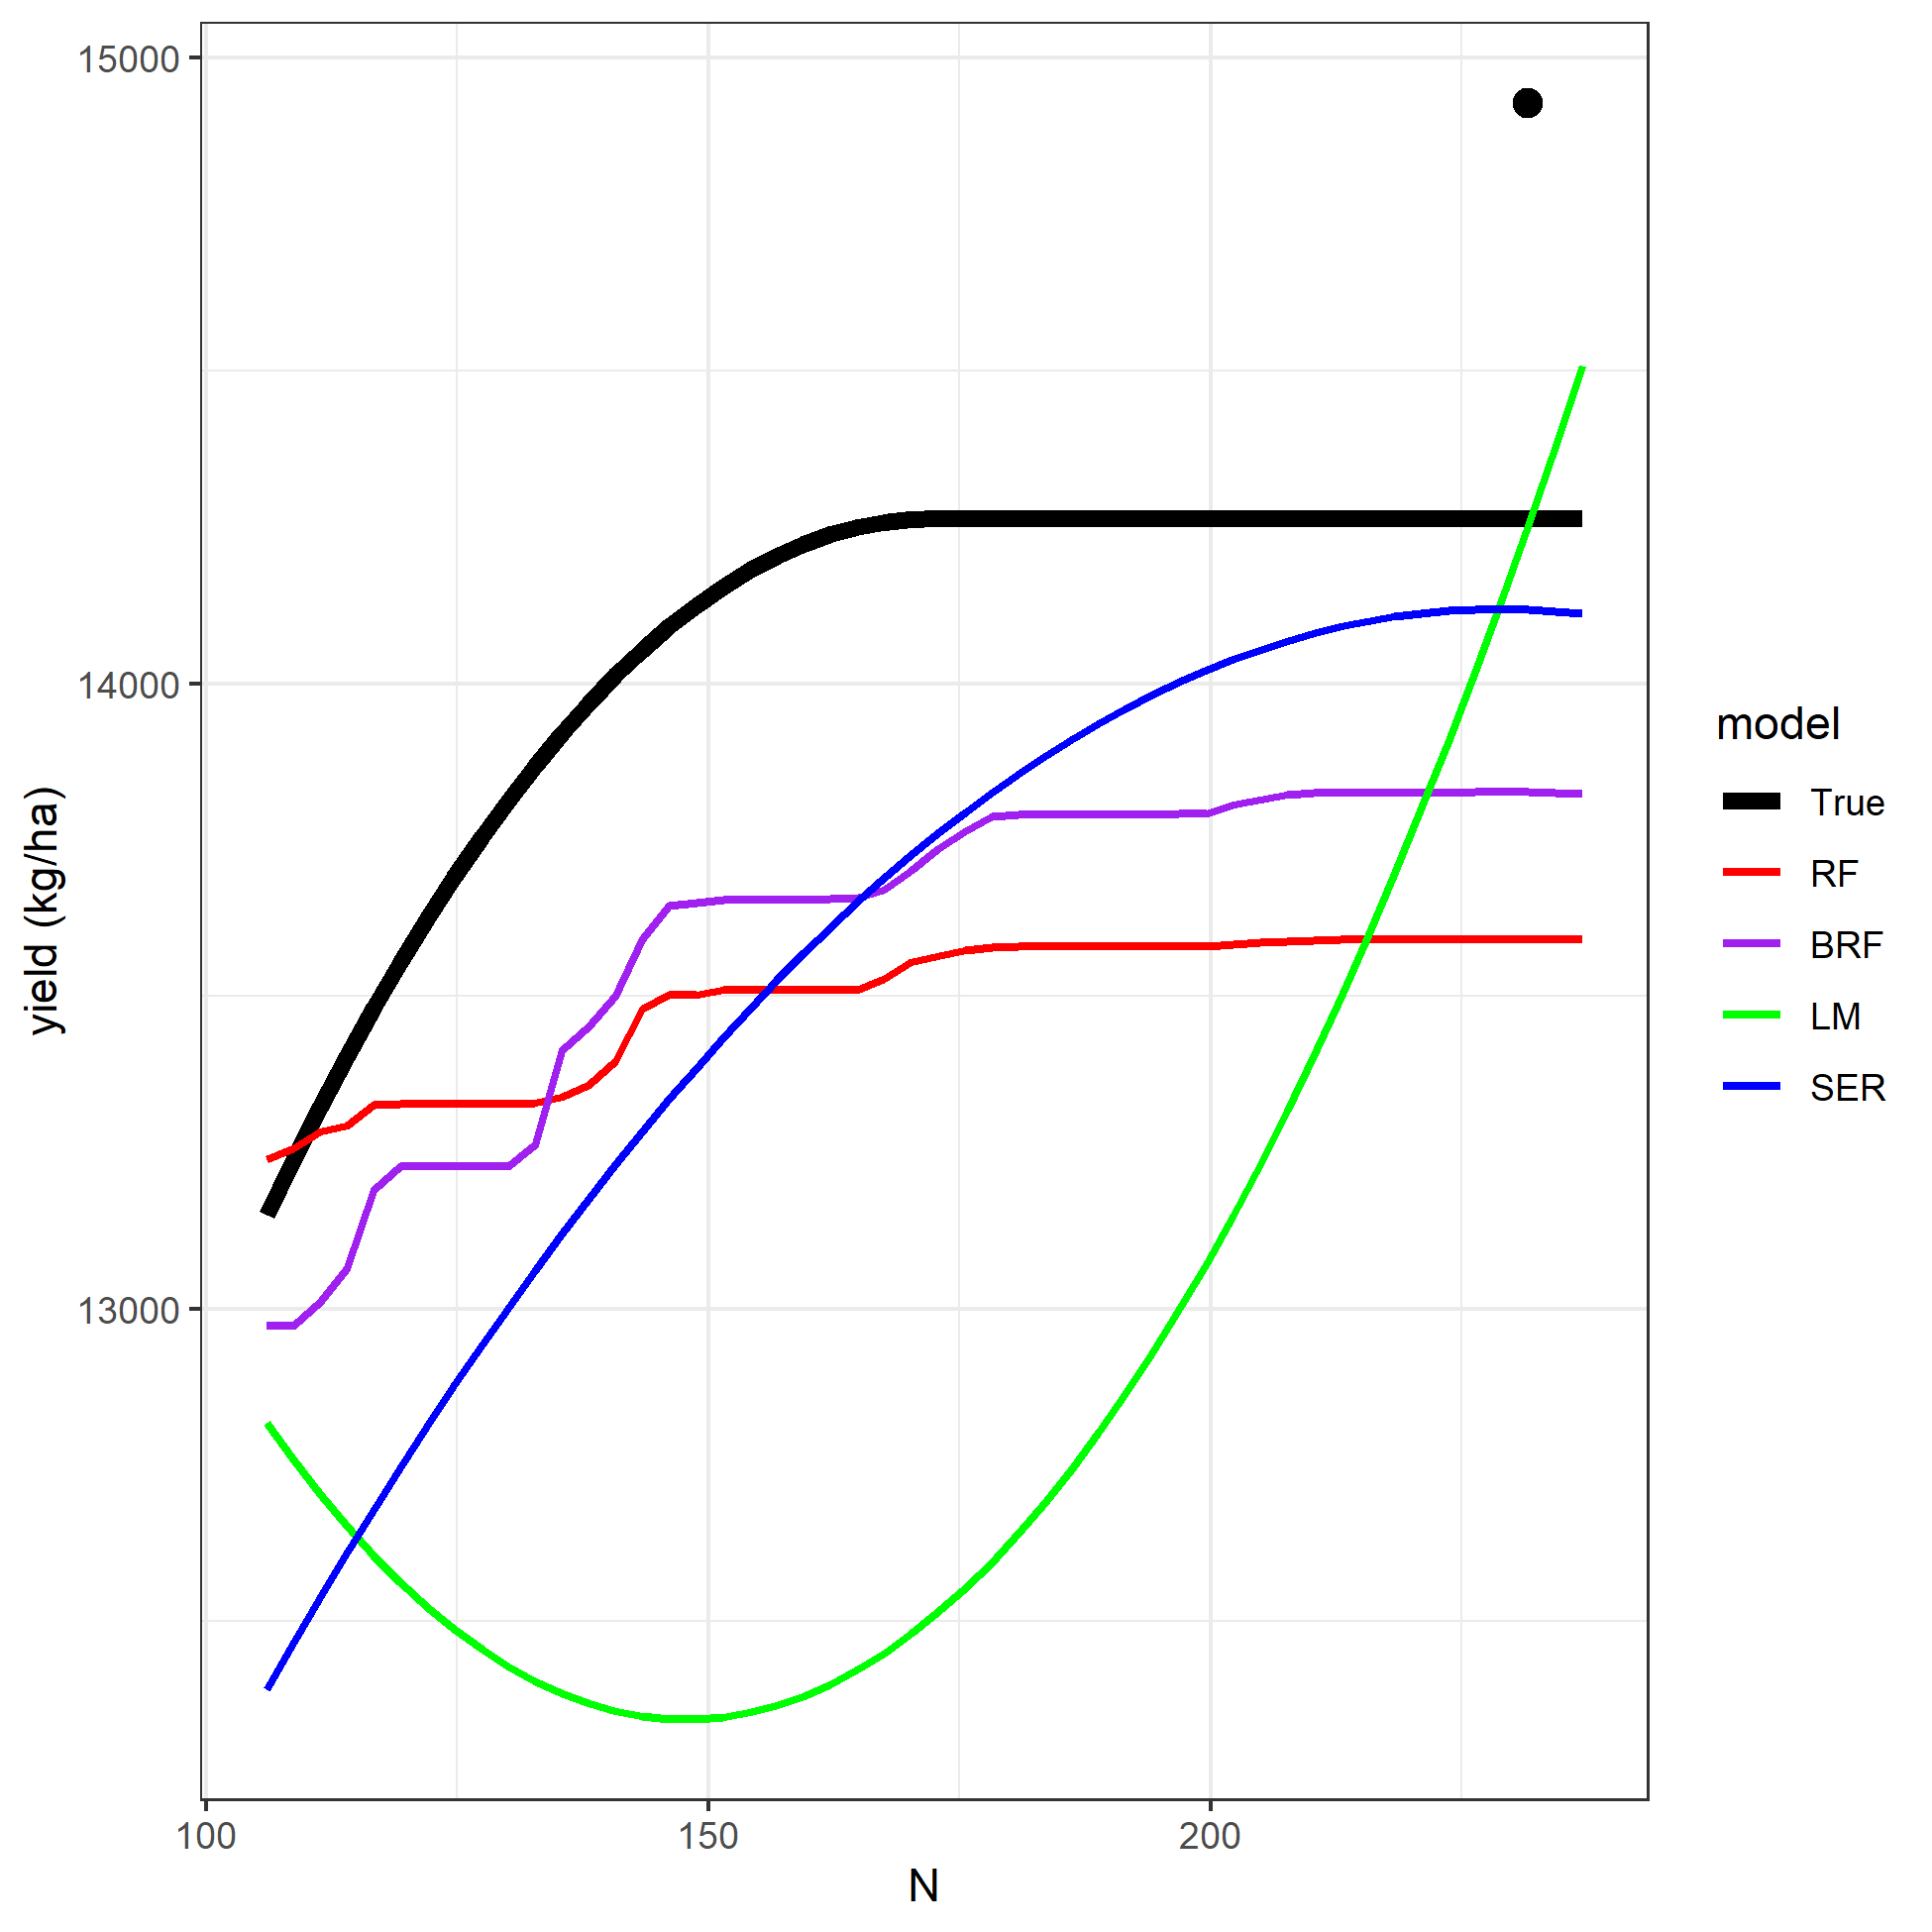 15000
14000
13000
yield (kg/ha)
100
150
200
N
model
True
RF
BRF
LM
SER